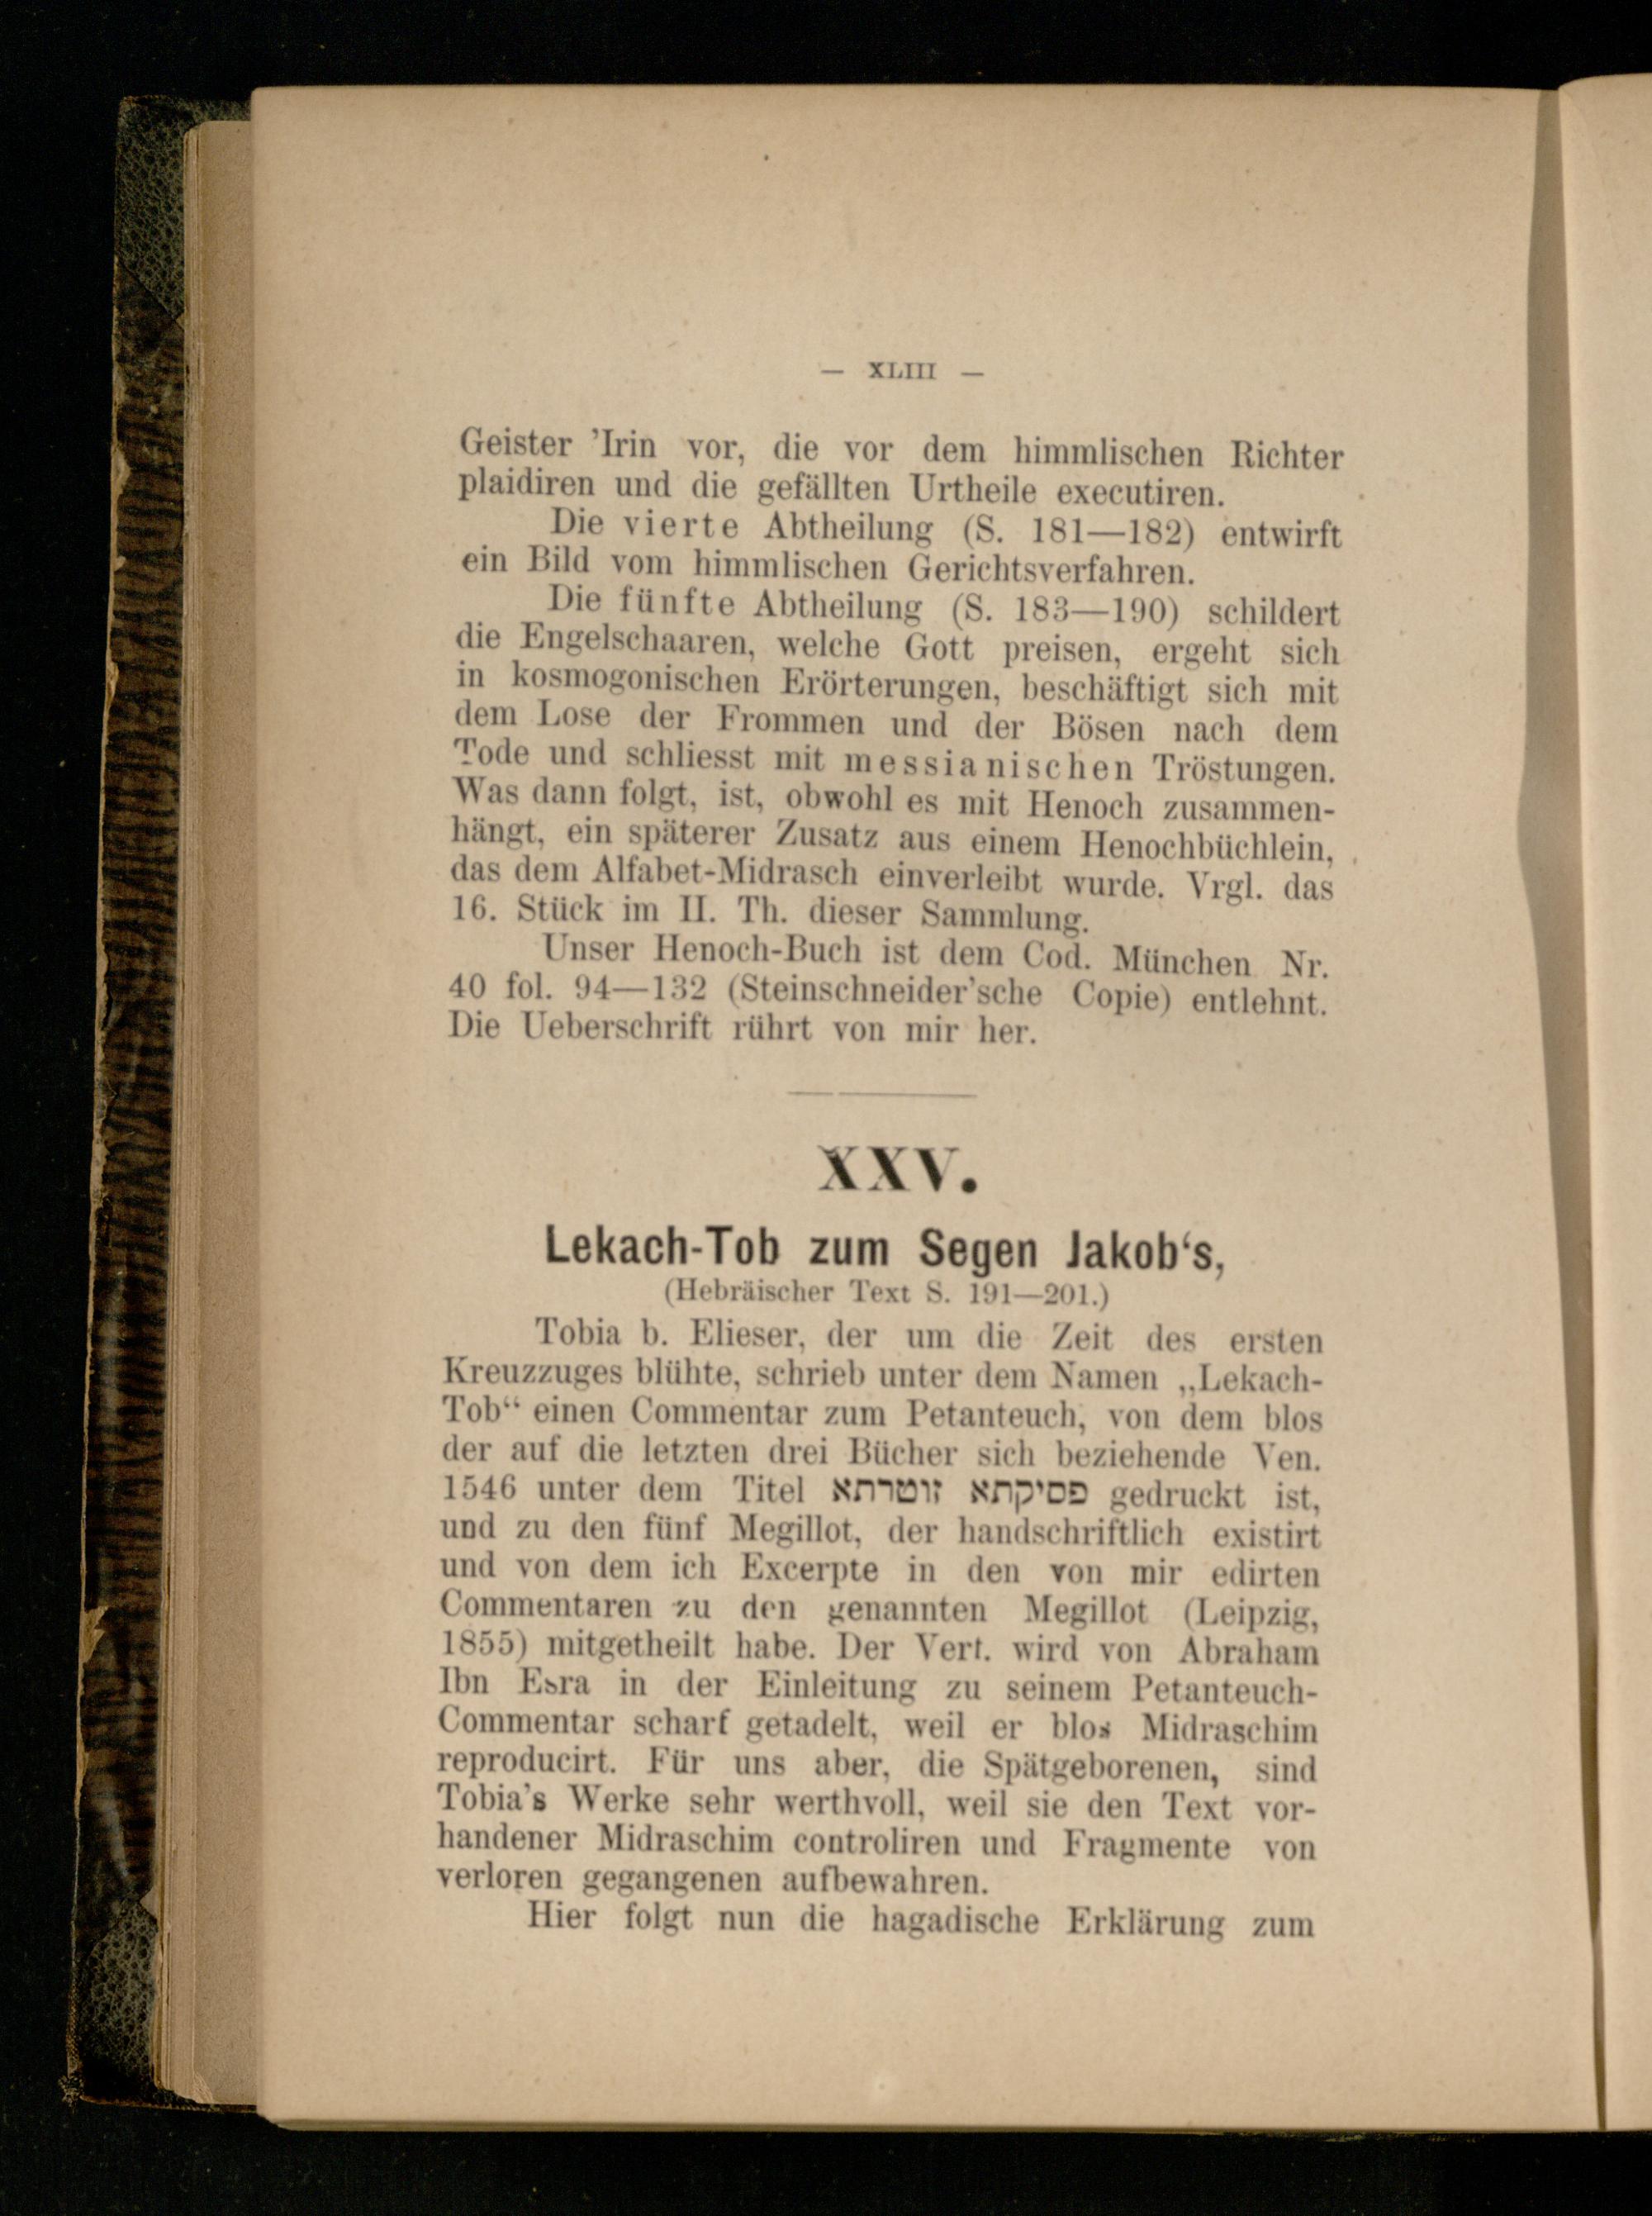 — XLIII —
Geister ’Irin vor, die vor dem himmlischen Richter
plaidiren und die gefällten Urtheile executiren.
Die vierte Abtheilung (S. 181—182) entwirft
ein Bild vom himmlischen Gerichtsverfahren.
Die fünfte Abtheilung (S. 183—190) schildert
die Engelschaaren, welche Gott preisen, ergeht sich
in kosmogonischen Erörterungen, beschäftigt sich mit
dem Lose der Frommen und der Bösen nach dem
Tode und schliesst mit messianischen Tröstungen.
Was dann folgt, ist, obwohl es mit Henoch zusammen-
hängt, ein späterer Zusatz aus einem Henochbüchlein,
das dem Alfabet-Midrasch einverleibt wurde. Vrgl. das
16. Stück im II. Th. dieser Sammlung.
Unser Henoch-Buch ist dem Cod. München Nr.
40 fol. 94—132 (Steinschneider’sche Copie) entlehnt.
Die Ueberschrift rührt von mir her.
XXV.
Lekach-Tob zum Segen Jakob‘s,
(Hebräischer Text S. 191—201.)
Tobia b. Elieser, der um die Zeit des ersten
Kreuzzuges blühte, schrieb unter dem Namen „Lekach-
Tob“ einen Commentar zum Petanteuch, von dem blos
der auf die letzten drei Bücher sich beziehende Ven.
1546 unter dem Titel פסיקתא זוטרתא gedruckt ist,
und zu den fünf Megillot, der handschriftlich existirt
und von dem ich Excerpte in den von mir edirten
Commentaren zu den genannten Megillot (Leipzig,
1855) mitgetheilt habe. Der Verf. wird von Abraham
Ibn Esra in der Einleitung zu seinem Petanteuch-
Commentar scharf getadelt, weil er blos Midraschim
reproducirt. Für uns aber, die Spätgeborenen, sind
Tobia’s Werke sehr werthvoll, weil sie den Text vor-
handener Midraschim controliren und Fragmente von
verloren gegangenen aufbewahren.
Hier folgt nun die hagadische Erklärung zum